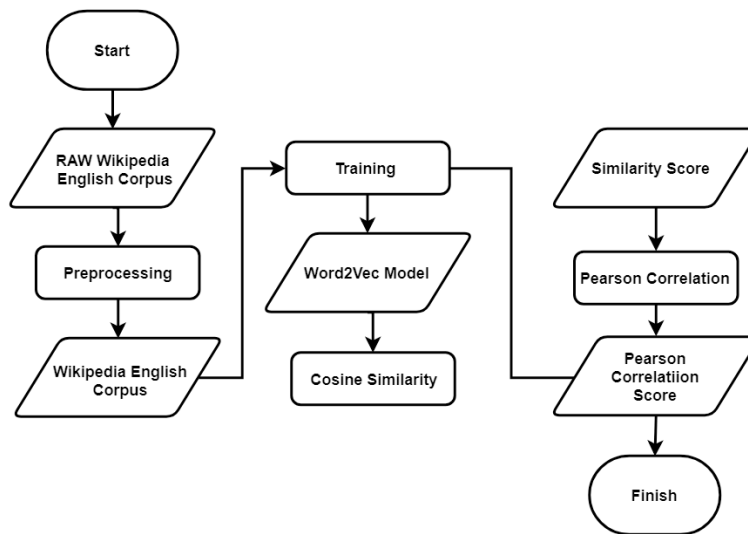 Start
RAW Wikipedia
English Corpus
Preprocessing
Wikipedia English
Corpus
Training
Word2Vec Model
Cosine Similarity
Similarity Score
Pearson Correlation
Pearson
Correlatiion
Score
Finish